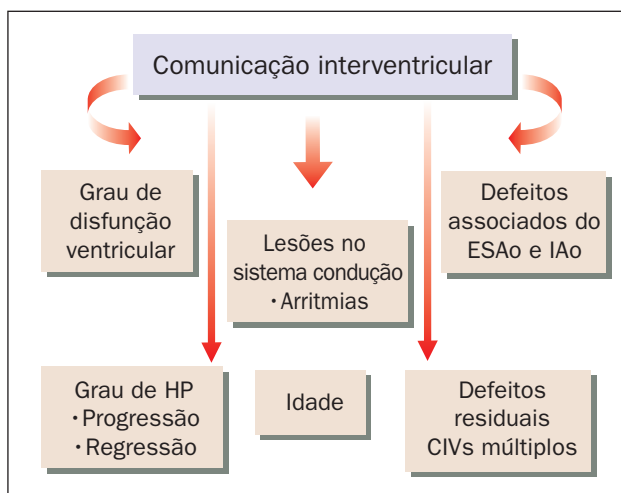 Comunicação interventricular
Grau de
disfunção
ventricular
Lesões no
sistema condução
• Arritmias
Defeitos
associados do
ESAo e IAo
Grau de HP
• Progressão
• Regressão
Idade
Defeitos
residuais
CIVs múltiplos